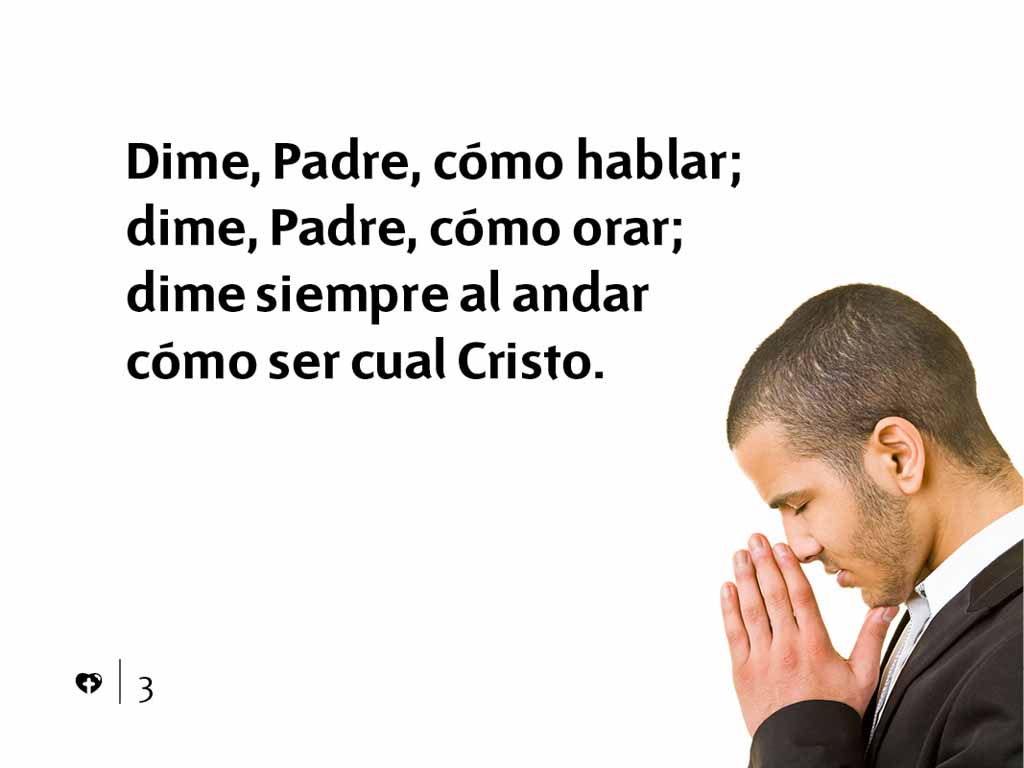 Dime, Padre, cómo hablar;
dime, Padre, cómo orar;
dime siempre al andar
cómo ser cual Cristo.
3